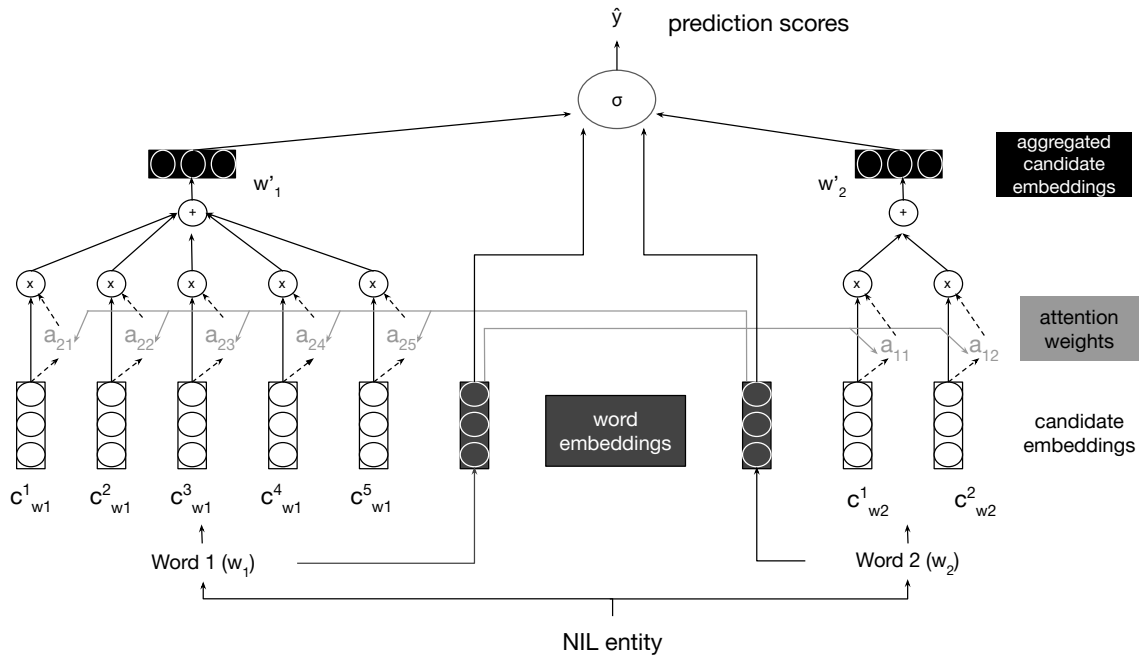 ŷ prediction scores
σ
aggregated
candidate
embeddings
w'₁
w'₂
+
+
x x x x x x x
a₂₁ a₂₂ a₂₃ a₂₄ a₂₅
a₁₁ a₁₂
attention
weights
word
embeddings
candidate
embeddings
c¹w1 c²w1 c³w1 c⁴w1 c⁵w1
c¹w2 c²w2
Word 1 (w₁)
Word 2 (w₂)
NIL entity